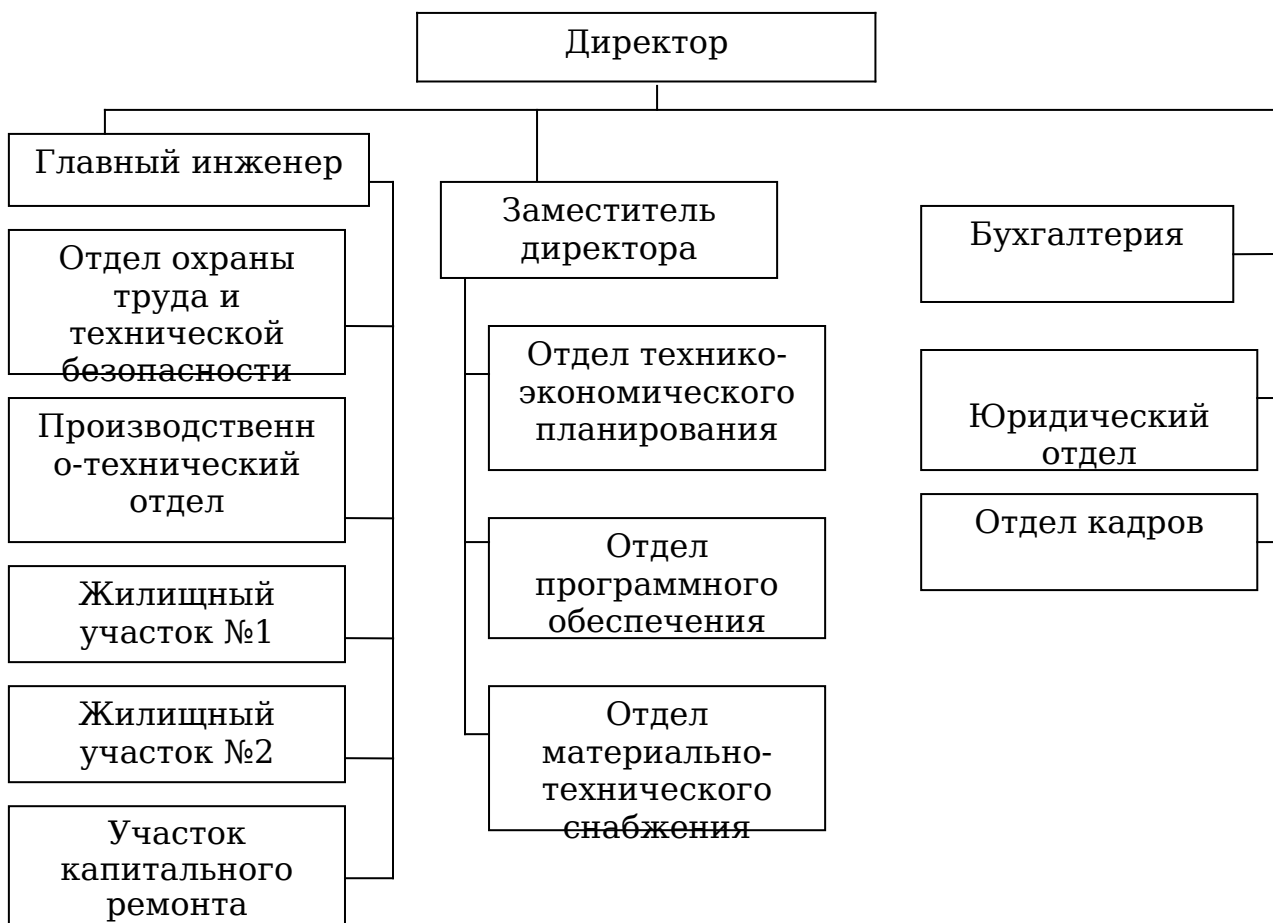 Директор
Главный инженер
Отдел охраны
труда и
технической
безопасности
Производственн
о-технический
отдел
Жилищный
участок №1
Жилищный
участок №2
Участок
капитального
ремонта
Заместитель
директора
Отдел технико-
экономического
планирования
Отдел
программного
обеспечения
Отдел
материально-
технического
снабжения
Бухгалтерия
Юридический
отдел
Отдел кадров